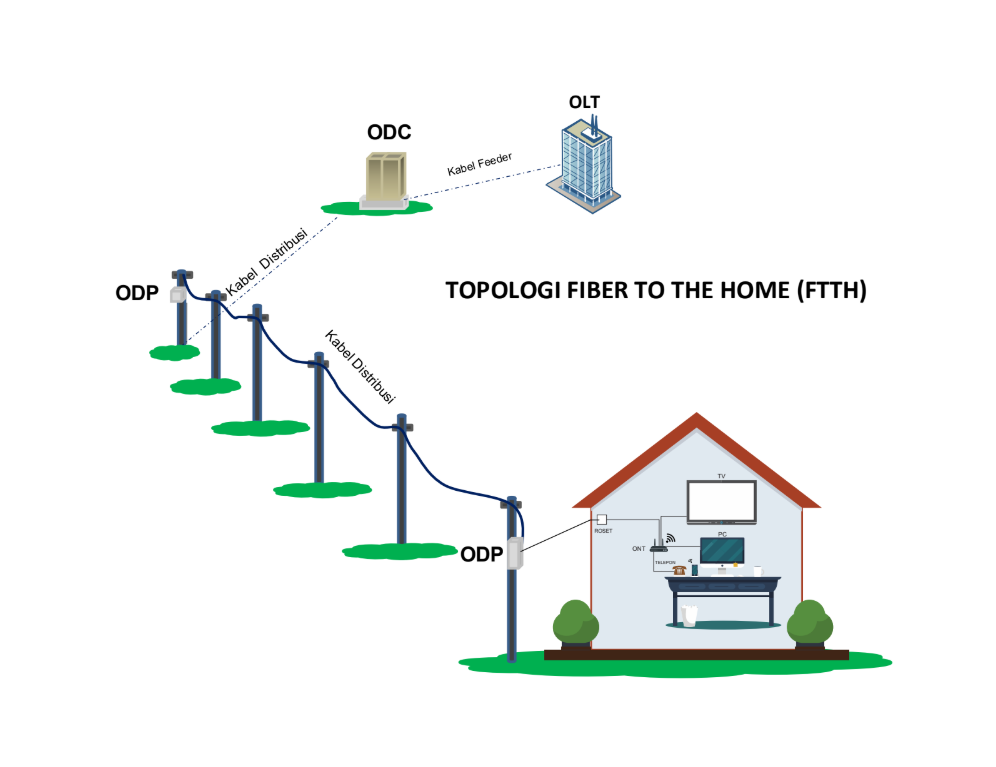 OLT
ODC
Kabel Feeder
Kabel Distribusi
ODP
TOPOLOGI FIBER TO THE HOME (FTTH)
Kabel Distribusi
TV
ROSET
PC
ONT
TELEPON
ODP